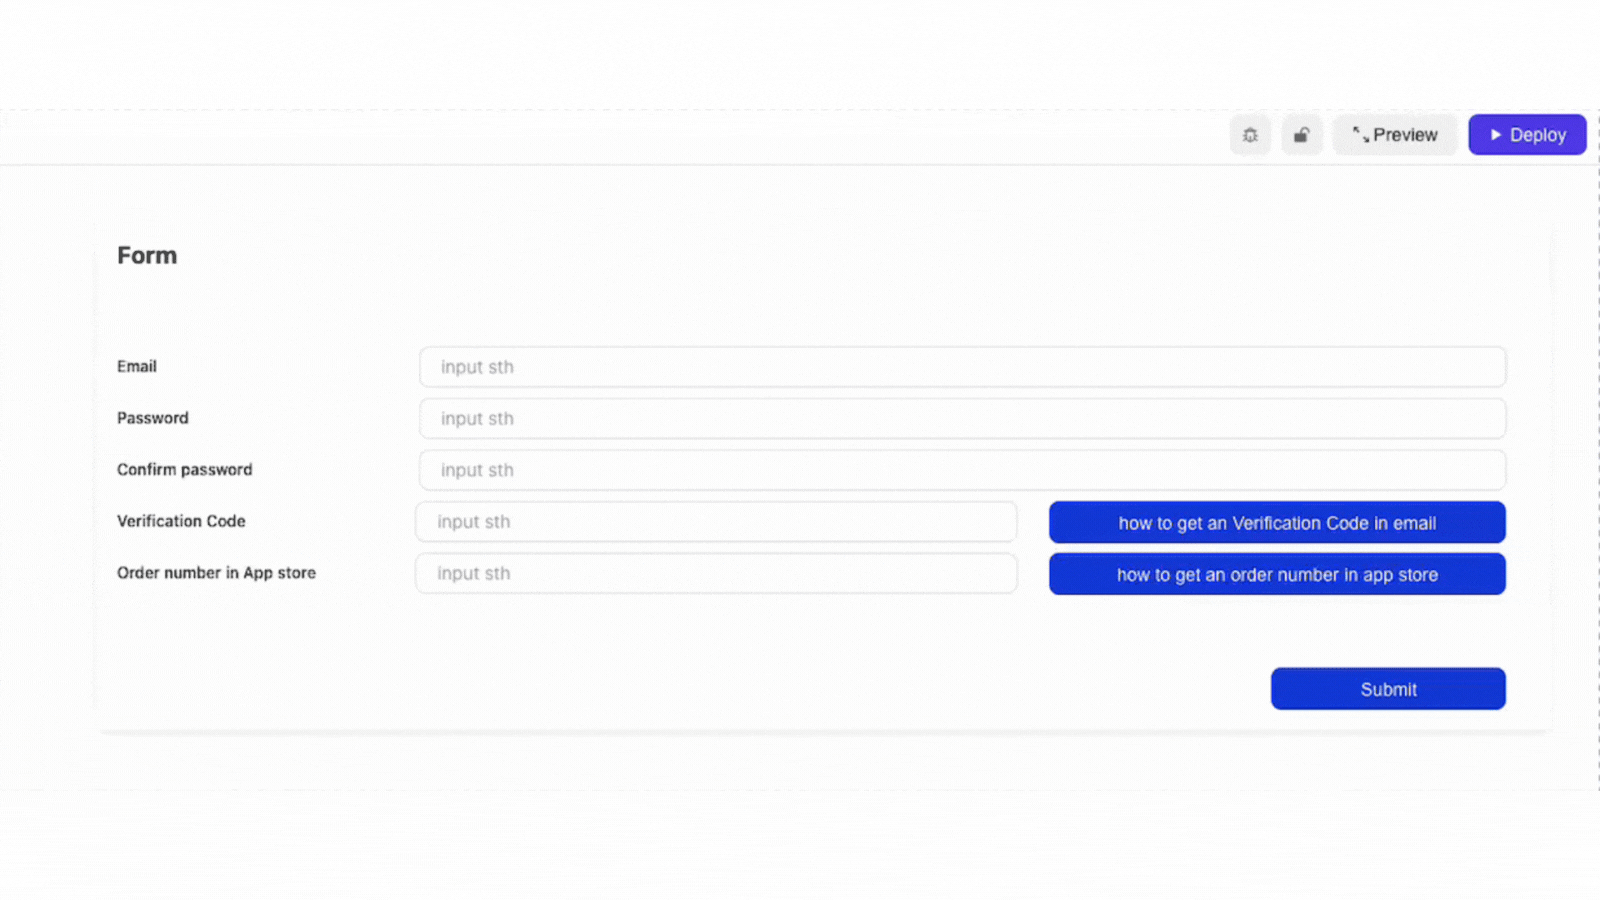 Preview
Deploy
Form
Email
input sth
Password
input sth
Confirm password
input sth
Verification Code
input sth
how to get an Verification Code in email
Order number in App store
input sth
how to get an order number in app store
Submit